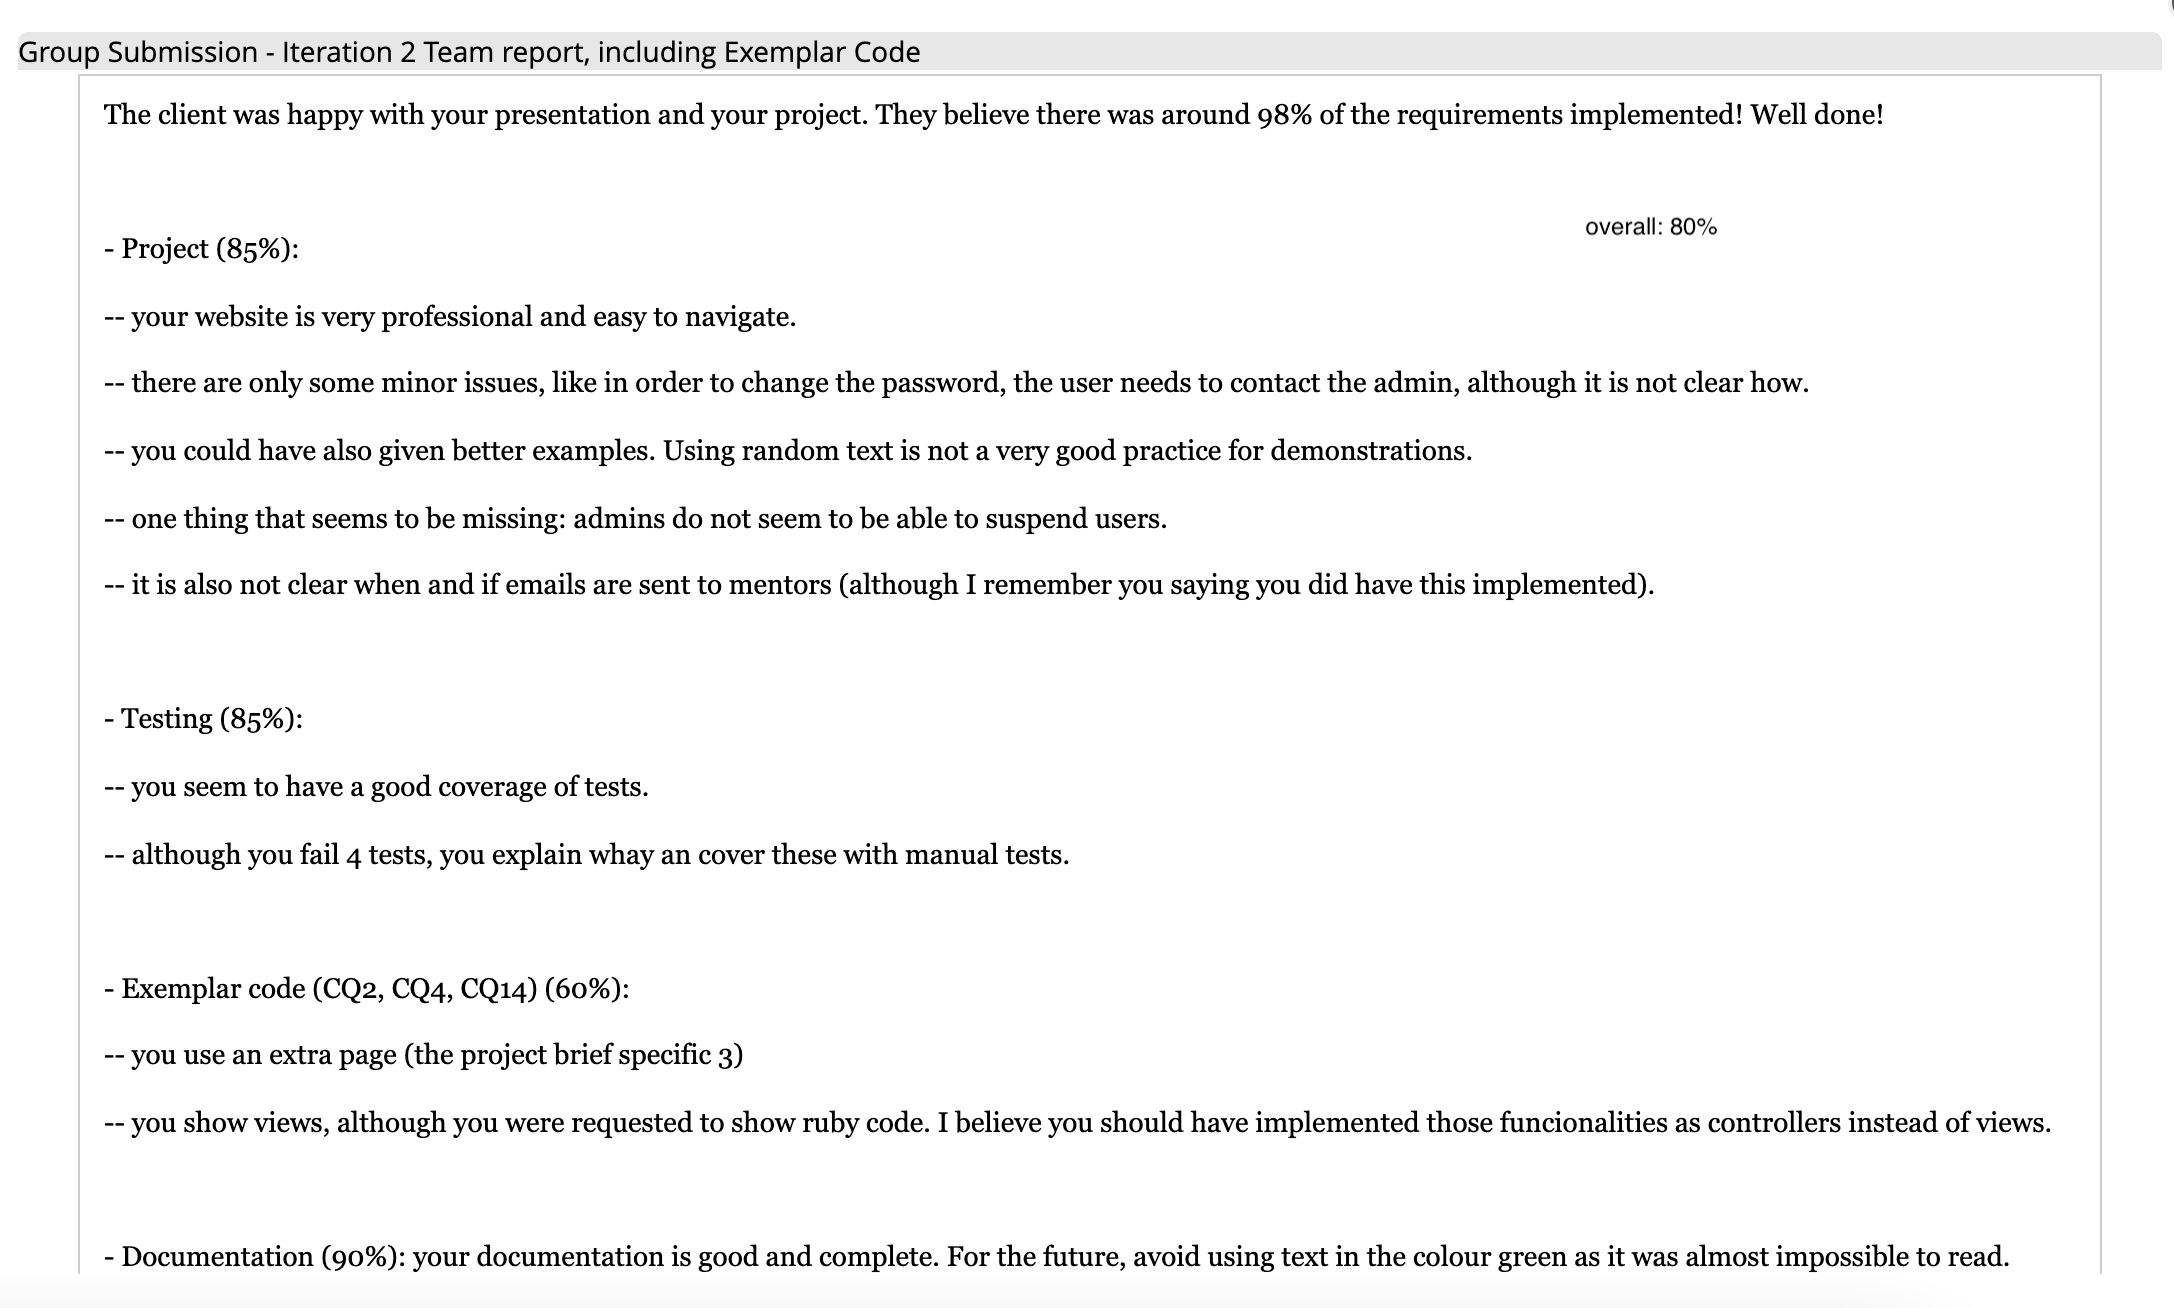 Group Submission - Iteration 2 Team report, including Exemplar Code
The client was happy with your presentation and your project. They believe there was around 98% of the requirements implemented! Well done!
overall: 80%
- Project (85%):
-- your website is very professional and easy to navigate.
-- there are only some minor issues, like in order to change the password, the user needs to contact the admin, although it is not clear how.
-- you could have also given better examples. Using random text is not a very good practice for demonstrations.
-- one thing that seems to be missing: admins do not seem to be able to suspend users.
-- it is also not clear when and if emails are sent to mentors (although I remember you saying you did have this implemented).
- Testing (85%):
-- you seem to have a good coverage of tests.
-- although you fail 4 tests, you explain whay an cover these with manual tests.
- Exemplar code (CQ2, CQ4, CQ14) (60%):
-- you use an extra page (the project brief specific 3)
-- you show views, although you were requested to show ruby code. I believe you should have implemented those funcionalities as controllers instead of views.
- Documentation (90%): your documentation is good and complete. For the future, avoid using text in the colour green as it was almost impossible to read.